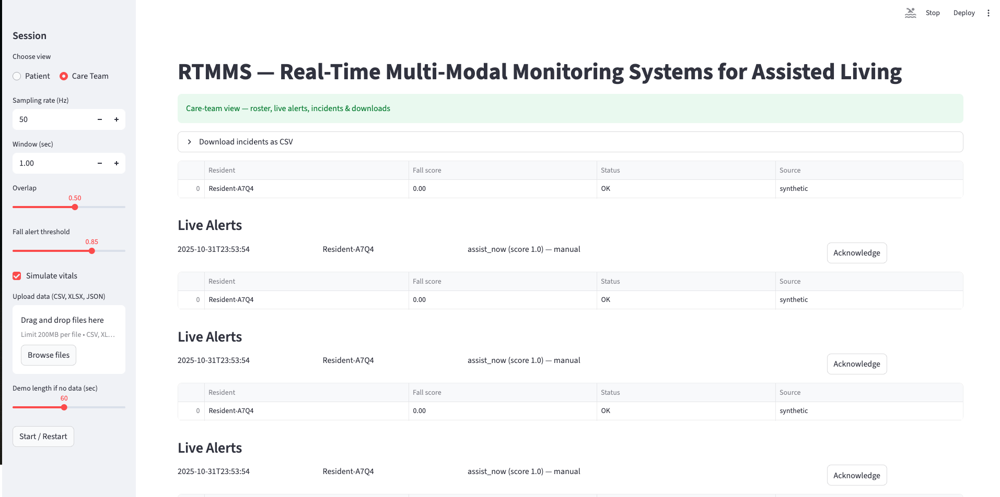 Stop Deploy
Session
Choose view
Patient Care Team
Sampling rate (Hz)
50 − +
Window (sec)
1.00 − +
Overlap
0.50
Fall alert threshold
0.85
Simulate vitals
Upload data (CSV, XLSX, JSON)
Drag and drop files here
Limit 200MB per file • CSV, XL...
Browse files
Demo length if no data (sec)
60
Start / Restart
RTMMS — Real-Time Multi-Modal Monitoring Systems for Assisted Living
Care-team view — roster, live alerts, incidents & downloads
Download incidents as CSV
Resident Fall score Status Source
0 Resident-A7Q4 0.00 OK synthetic
Live Alerts
2025-10-31T23:53:54 Resident-A7Q4 assist_now (score 1.0) — manual Acknowledge
Resident Fall score Status Source
0 Resident-A7Q4 0.00 OK synthetic
Live Alerts
2025-10-31T23:53:54 Resident-A7Q4 assist_now (score 1.0) — manual Acknowledge
Resident Fall score Status Source
0 Resident-A7Q4 0.00 OK synthetic
Live Alerts
2025-10-31T23:53:54 Resident-A7Q4 assist_now (score 1.0) — manual Acknowledge